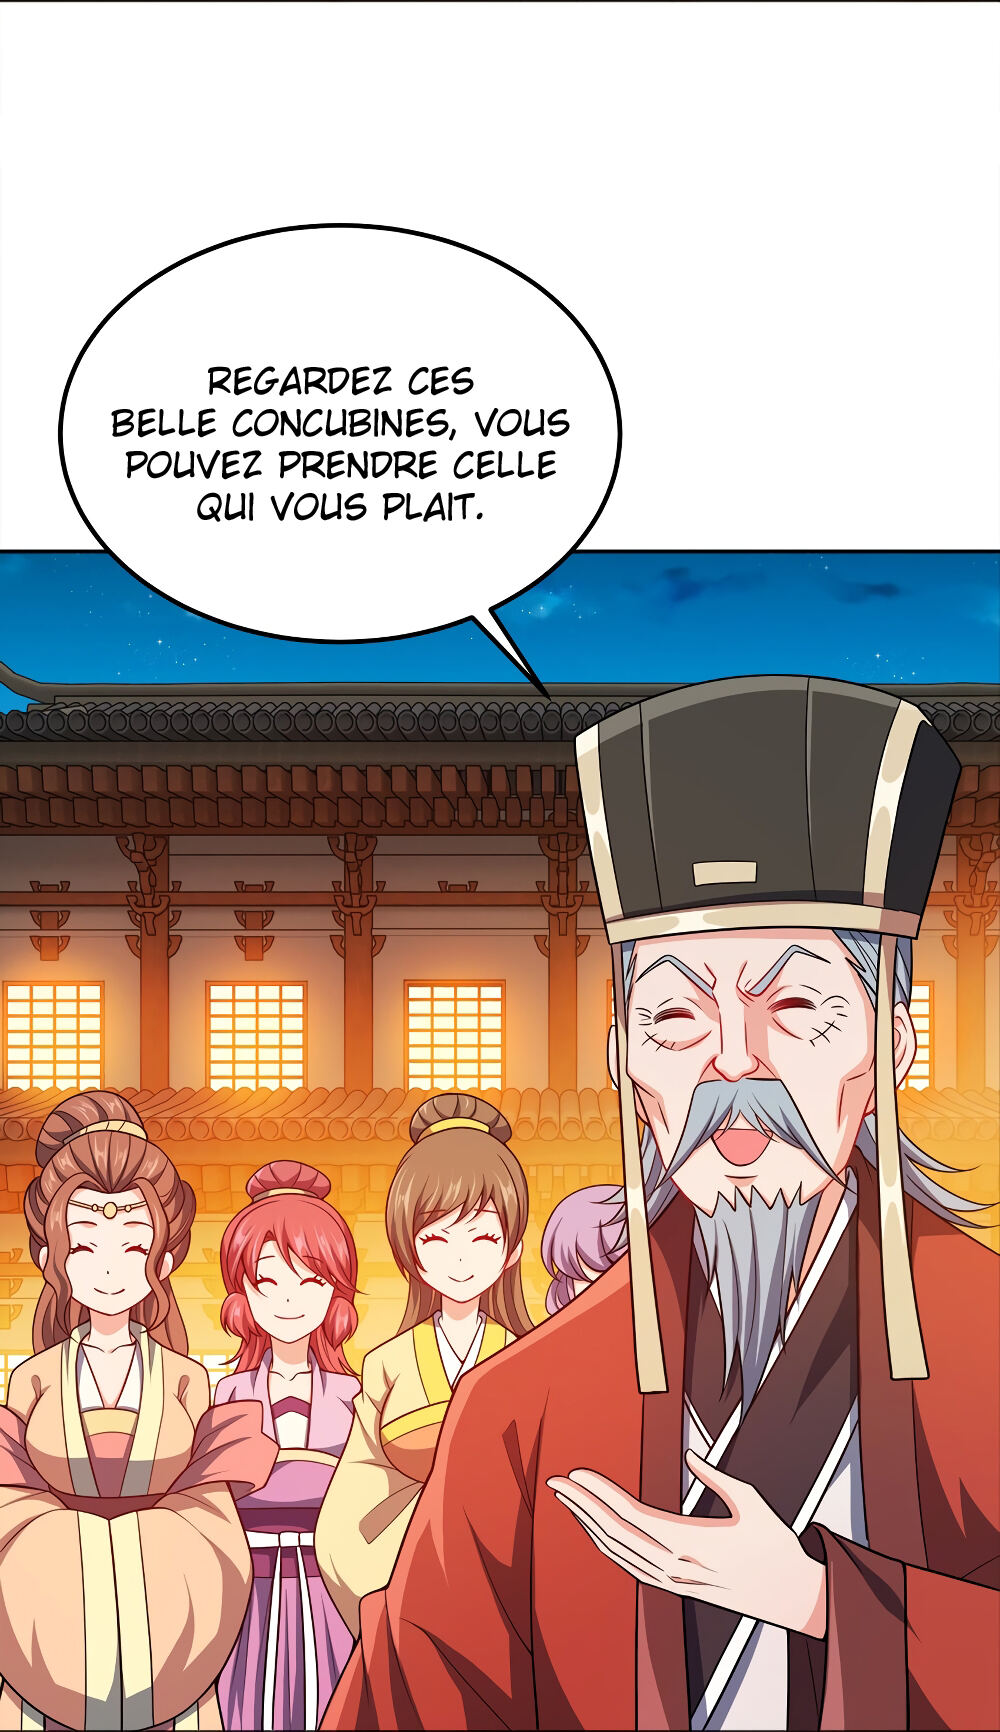 REGARDEZ CES
BELLE CONCUBINES, VOUS
POUVEZ PRENDRE CELLE
QUI VOUS PLAIT.